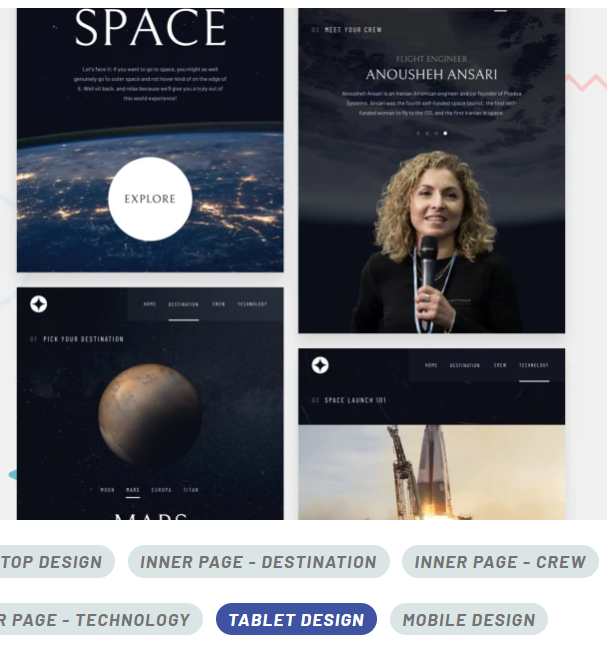 SPACE
Let's face it; if you want to go to space, you might as well
genuinely go to outer space and not hover kind of on the edge of
it. Well sit back, and relax because we'll give you a truly out of
this world experience!
EXPLORE
HOME DESTINATION CREW TECHNOLOGY
01 PICK YOUR DESTINATION
MOON MARS EUROPA TITAN
MARS
02 MEET YOUR CREW
FLIGHT ENGINEER
ANOUSHEH ANSARI
Anousheh Ansari is an Iranian American engineer and co-founder of Prodea
Systems. Ansari was the fourth self-funded space tourist, the first self-
funded woman to fly to the ISS, and the first Iranian in space.
HOME DESTINATION CREW TECHNOLOGY
03 SPACE LAUNCH 101
TOP DESIGN INNER PAGE - DESTINATION INNER PAGE - CREW
R PAGE - TECHNOLOGY TABLET DESIGN MOBILE DESIGN